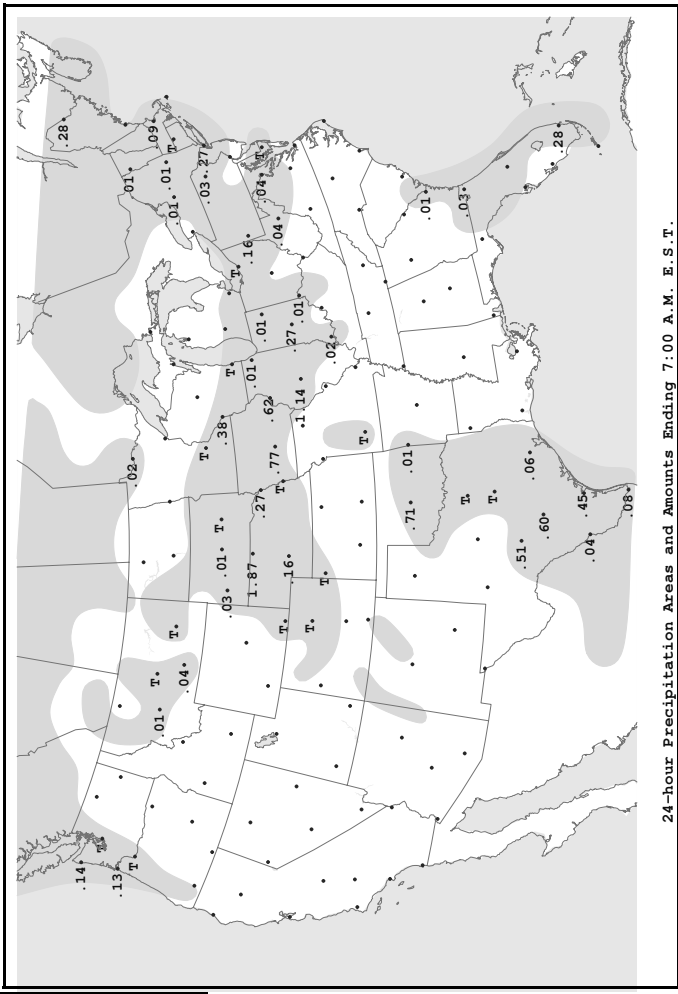 .28
.14
T
.13
01
.02
T
.09
T
.01
.01
T
.01
T
.04
.27
T
.03
T
.01
.38
.03
T
T
.16
.01
1.87
T
.27
.01
.04
.62
.77
.04
T
T
.16
.27
.01
1.14
T
T
.02
T
.01
.71
.01
.03
T
T
.51
.06
.60
.28
.45
.04
.08
24-hour Precipitation Areas and Amounts Ending 7:00 A.M. E.S.T.